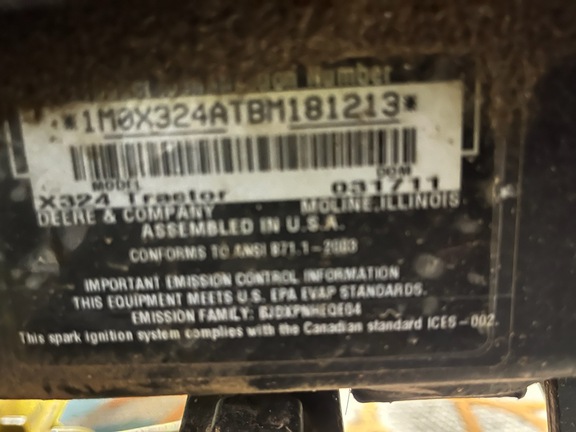 Number
*1M0X324ATBM181213*
MODEL DOM
X324 Tractor 031711
DEERE & COMPANY MOLINE, ILLINOIS
ASSEMBLED IN U.S.A.
CONFORMS TO ANSI B71.1-2003
IMPORTANT EMISSION CONTROL INFORMATION
THIS EQUIPMENT MEETS U.S. EPA EVAP STANDARDS.
EMISSION FAMILY:
This spark ignition system complies with the Canadian standard ICES-002.